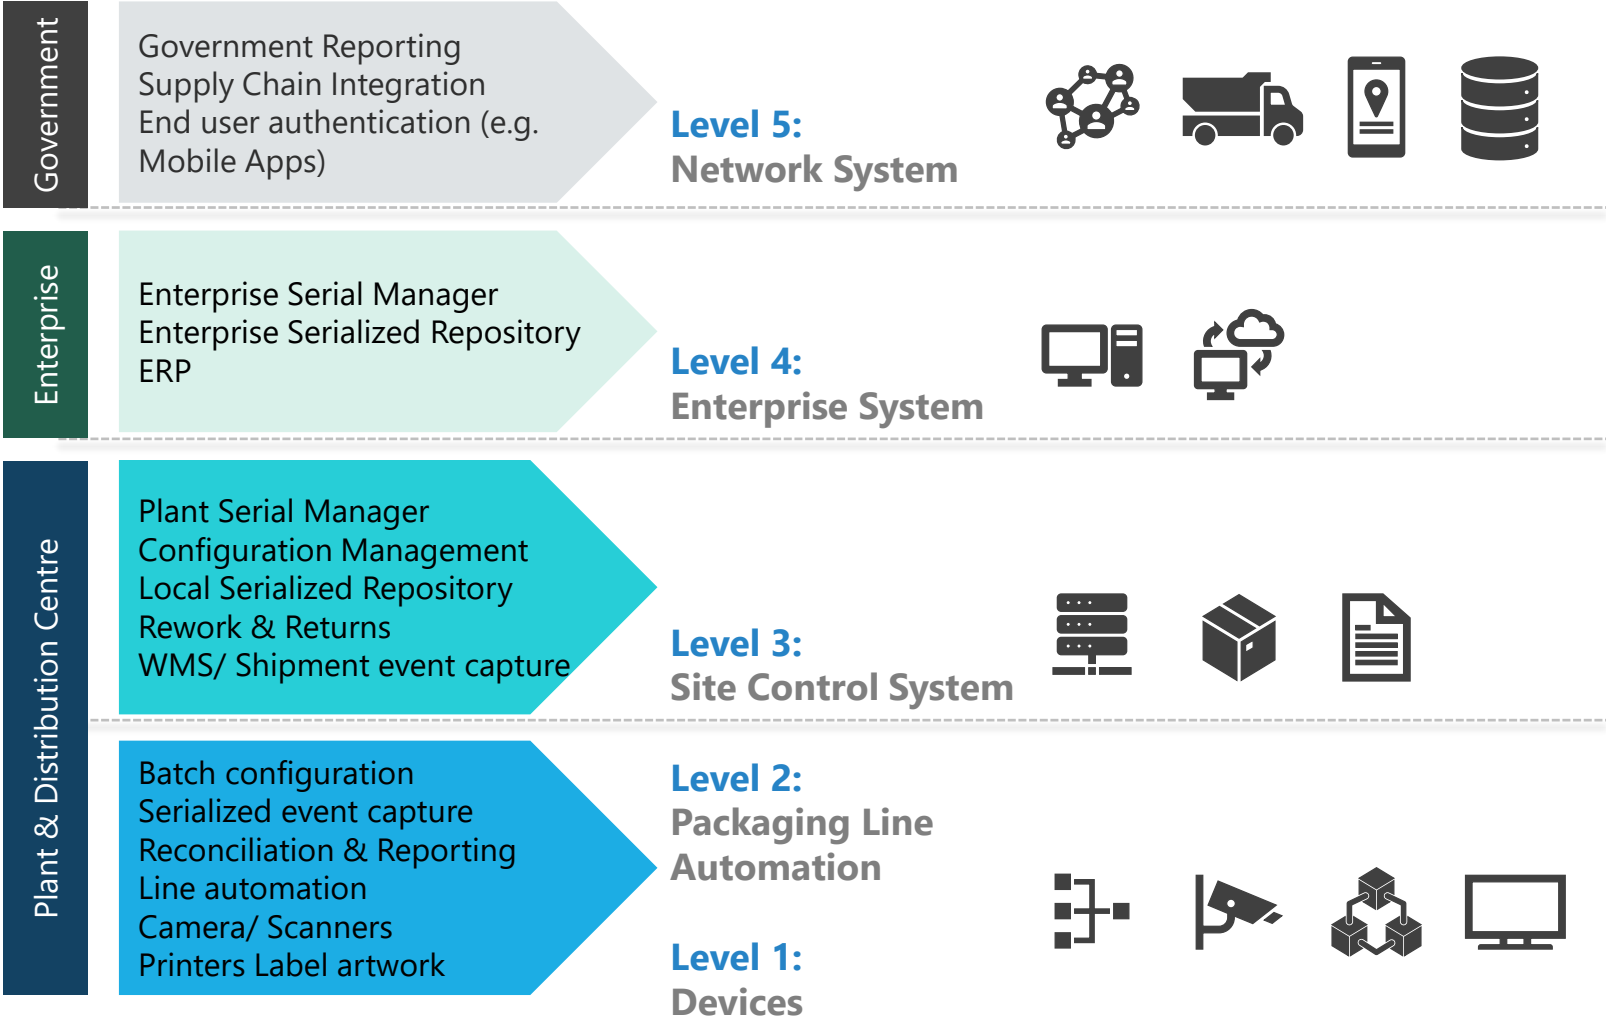 Government
Government Reporting
Supply Chain Integration
End user authentication (e.g.
Mobile Apps)
Level 5:
Network System
Enterprise
Enterprise Serial Manager
Enterprise Serialized Repository
ERP
Level 4:
Enterprise System
Plant & Distribution Centre
Plant Serial Manager
Configuration Management
Local Serialized Repository
Rework & Returns
WMS/ Shipment event capture
Level 3:
Site Control System
Batch configuration
Serialized event capture
Reconciliation & Reporting
Line automation
Camera/ Scanners
Printers Label artwork
Level 2:
Packaging Line
Automation
Level 1:
Devices